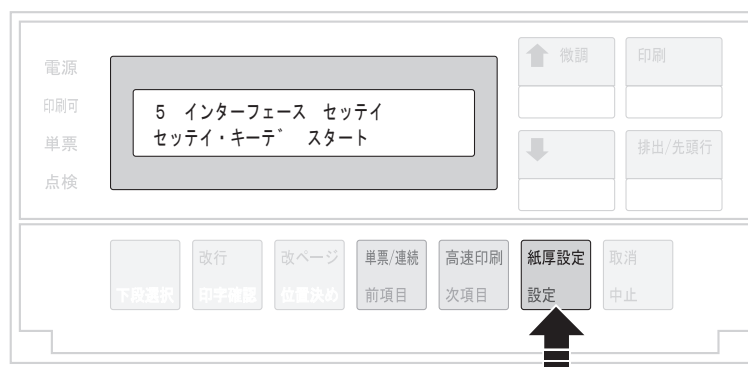 電源
印刷可
単票
点検
5 インターフェース セッテイ
セッテイ・キーデ スタート
微調
印刷
排出/先頭行
下段選択
改行
印字確認
改ページ
位置決め
単票/連続
前項目
高速印刷
次項目
紙厚設定
設定
取消
中止